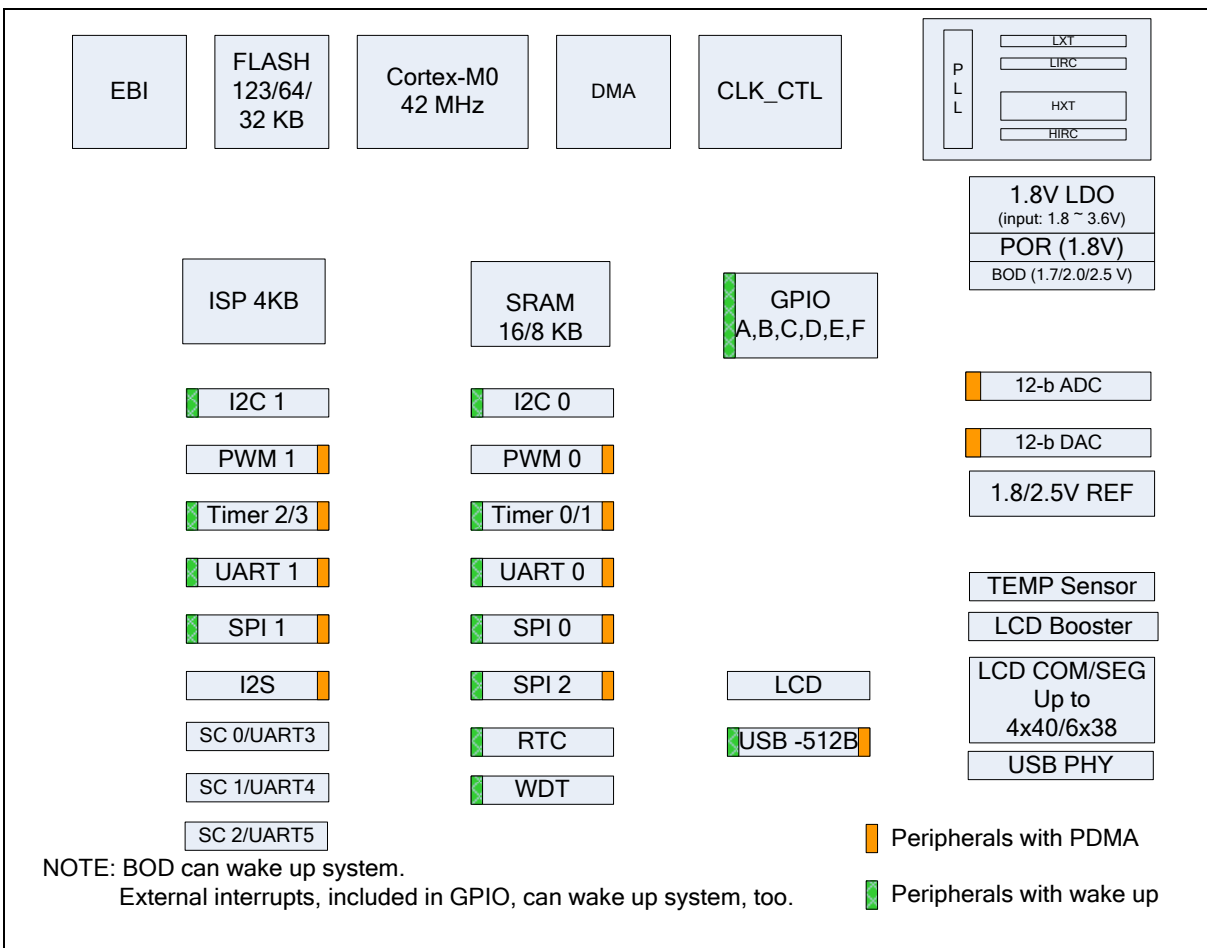 EBI
FLASH
123/64/
32 KB
Cortex-M0
42 MHz
DMA
CLK_CTL
P
L
L
LXT
LIRC
HXT
HIRC
1.8V LDO
(input: 1.8 ~ 3.6V)
POR (1.8V)
BOD (1.7/2.0/2.5 V)
ISP 4KB
SRAM
16/8 KB
GPIO
A,B,C,D,E,F
I2C 1
I2C 0
12-b ADC
PWM 1
PWM 0
12-b DAC
1.8/2.5V REF
Timer 2/3
Timer 0/1
UART 1
UART 0
TEMP Sensor
SPI 1
SPI 0
LCD Booster
I2S
SPI 2
LCD
LCD COM/SEG
Up to
4x40/6x38
SC 0/UART3
RTC
USB -512B
USB PHY
SC 1/UART4
WDT
SC 2/UART5
Peripherals with PDMA
NOTE: BOD can wake up system.
External interrupts, included in GPIO, can wake up system, too.
Peripherals with wake up